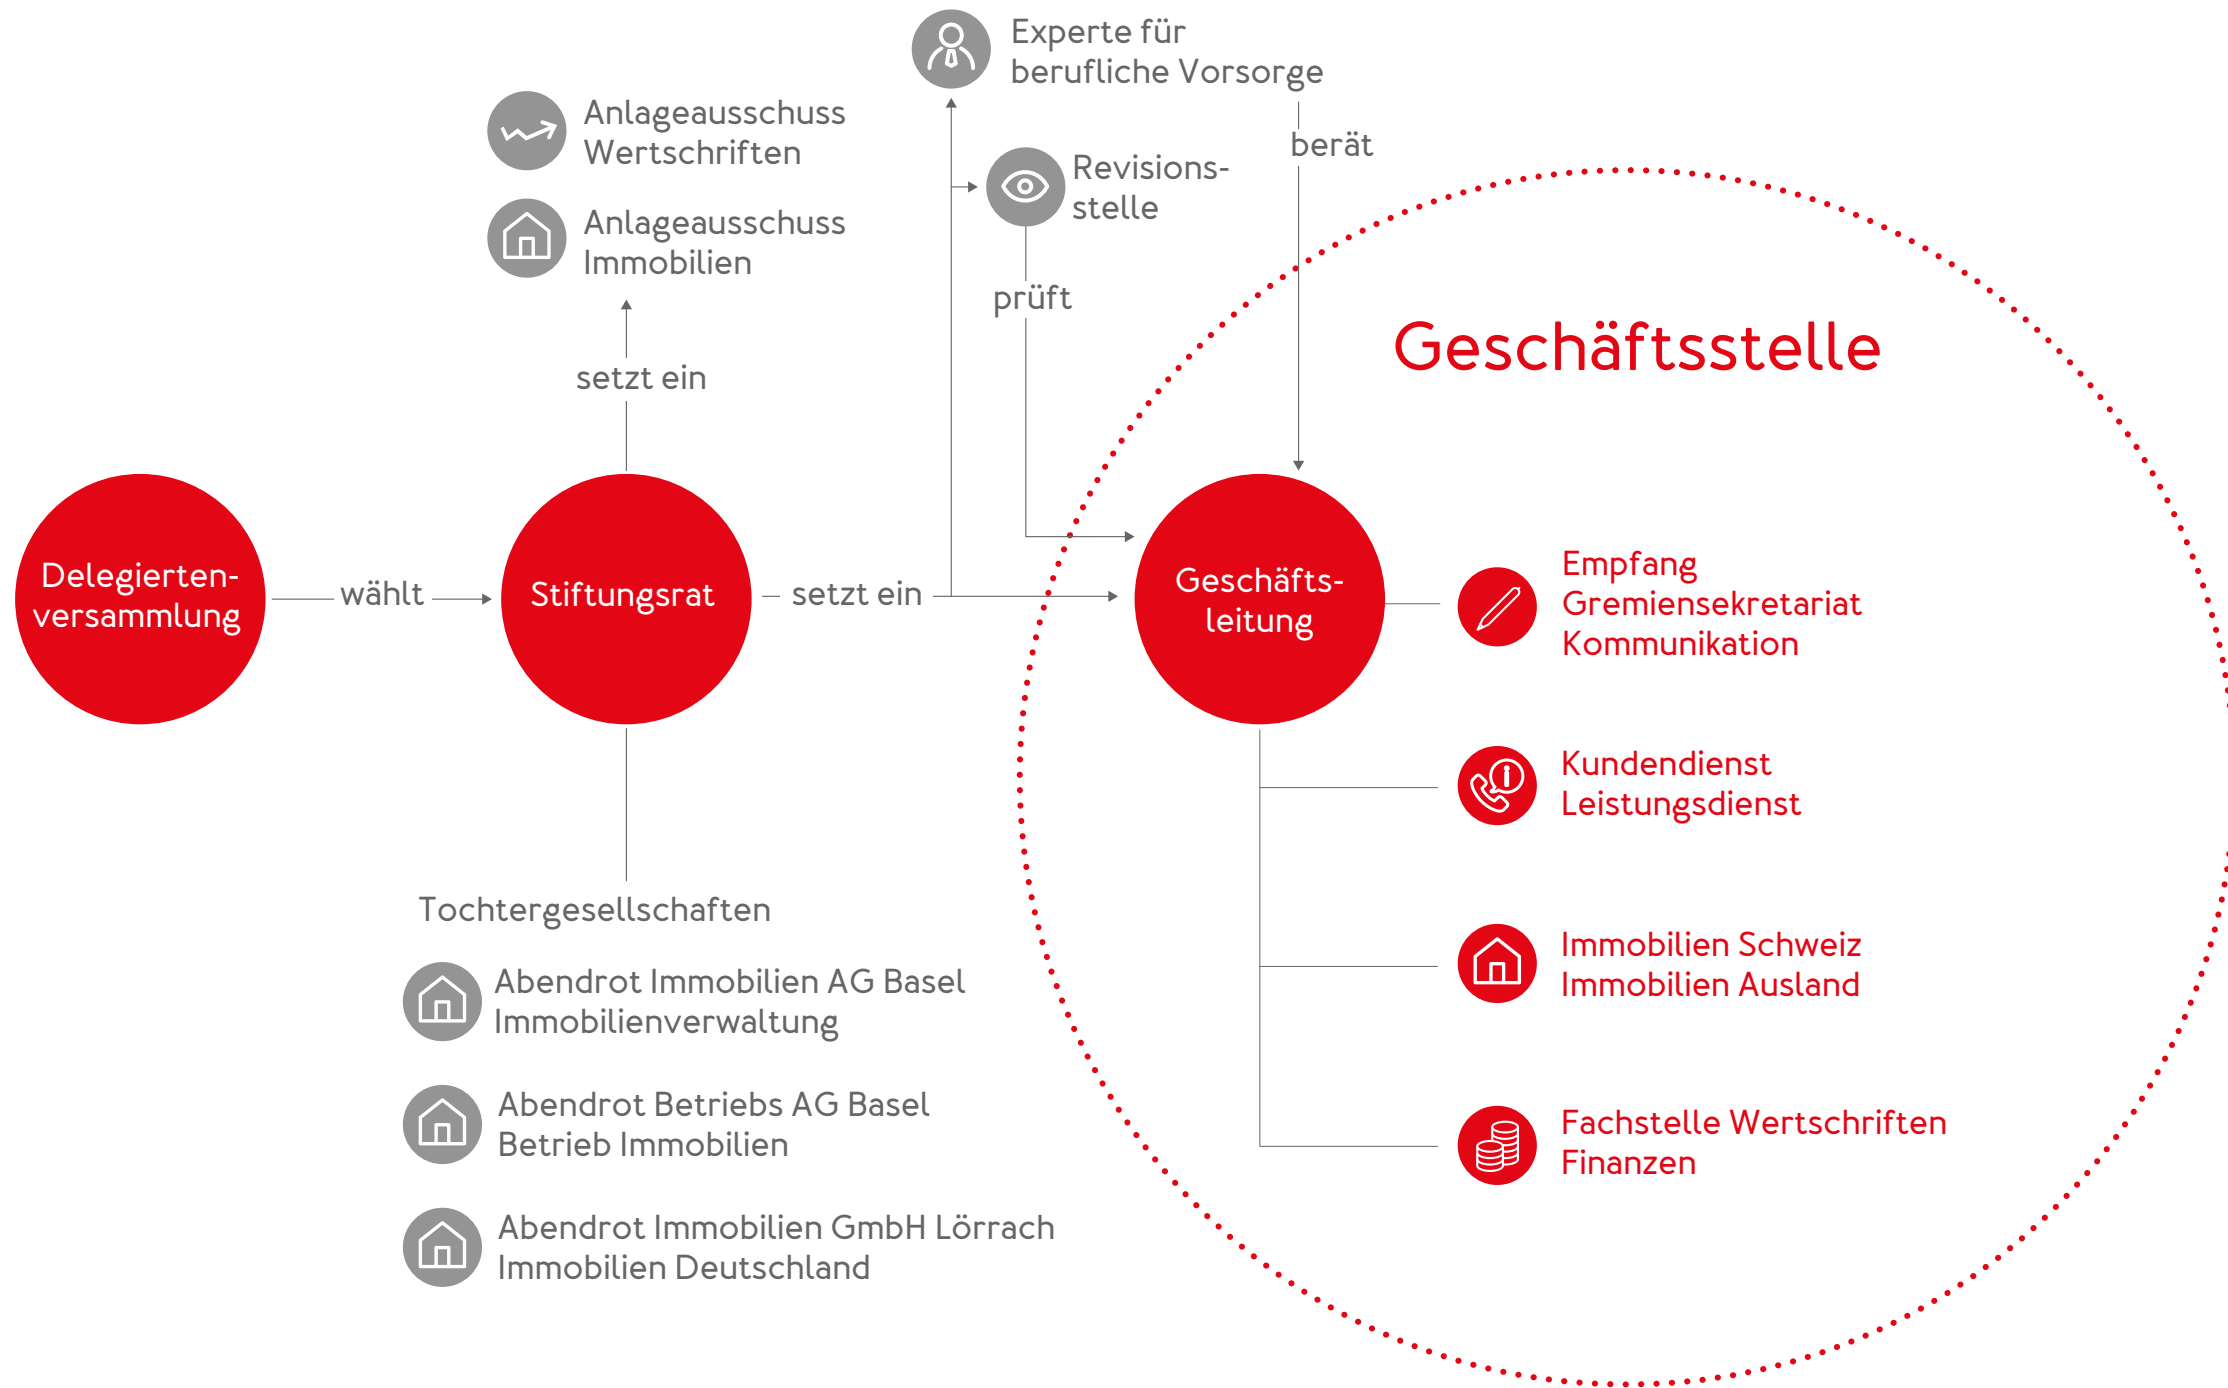 Experte für
berufliche Vorsorge
Anlageausschuss
Wertschriften
berät
Revisions-
stelle
Anlageausschuss
Immobilien
prüft
Geschäftsstelle
setzt ein
Delegierten-
versammlung
wählt
Stiftungsrat
setzt ein
Geschäfts-
leitung
Empfang
Gremiensekretariat
Kommunikation
Kundendienst
Leistungsdienst
Tochtergesellschaften
Immobilien Schweiz
Immobilien Ausland
Abendrot Immobilien AG Basel
Immobilienverwaltung
Abendrot Betriebs AG Basel
Betrieb Immobilien
Fachstelle Wertschriften
Finanzen
Abendrot Immobilien GmbH Lörrach
Immobilien Deutschland